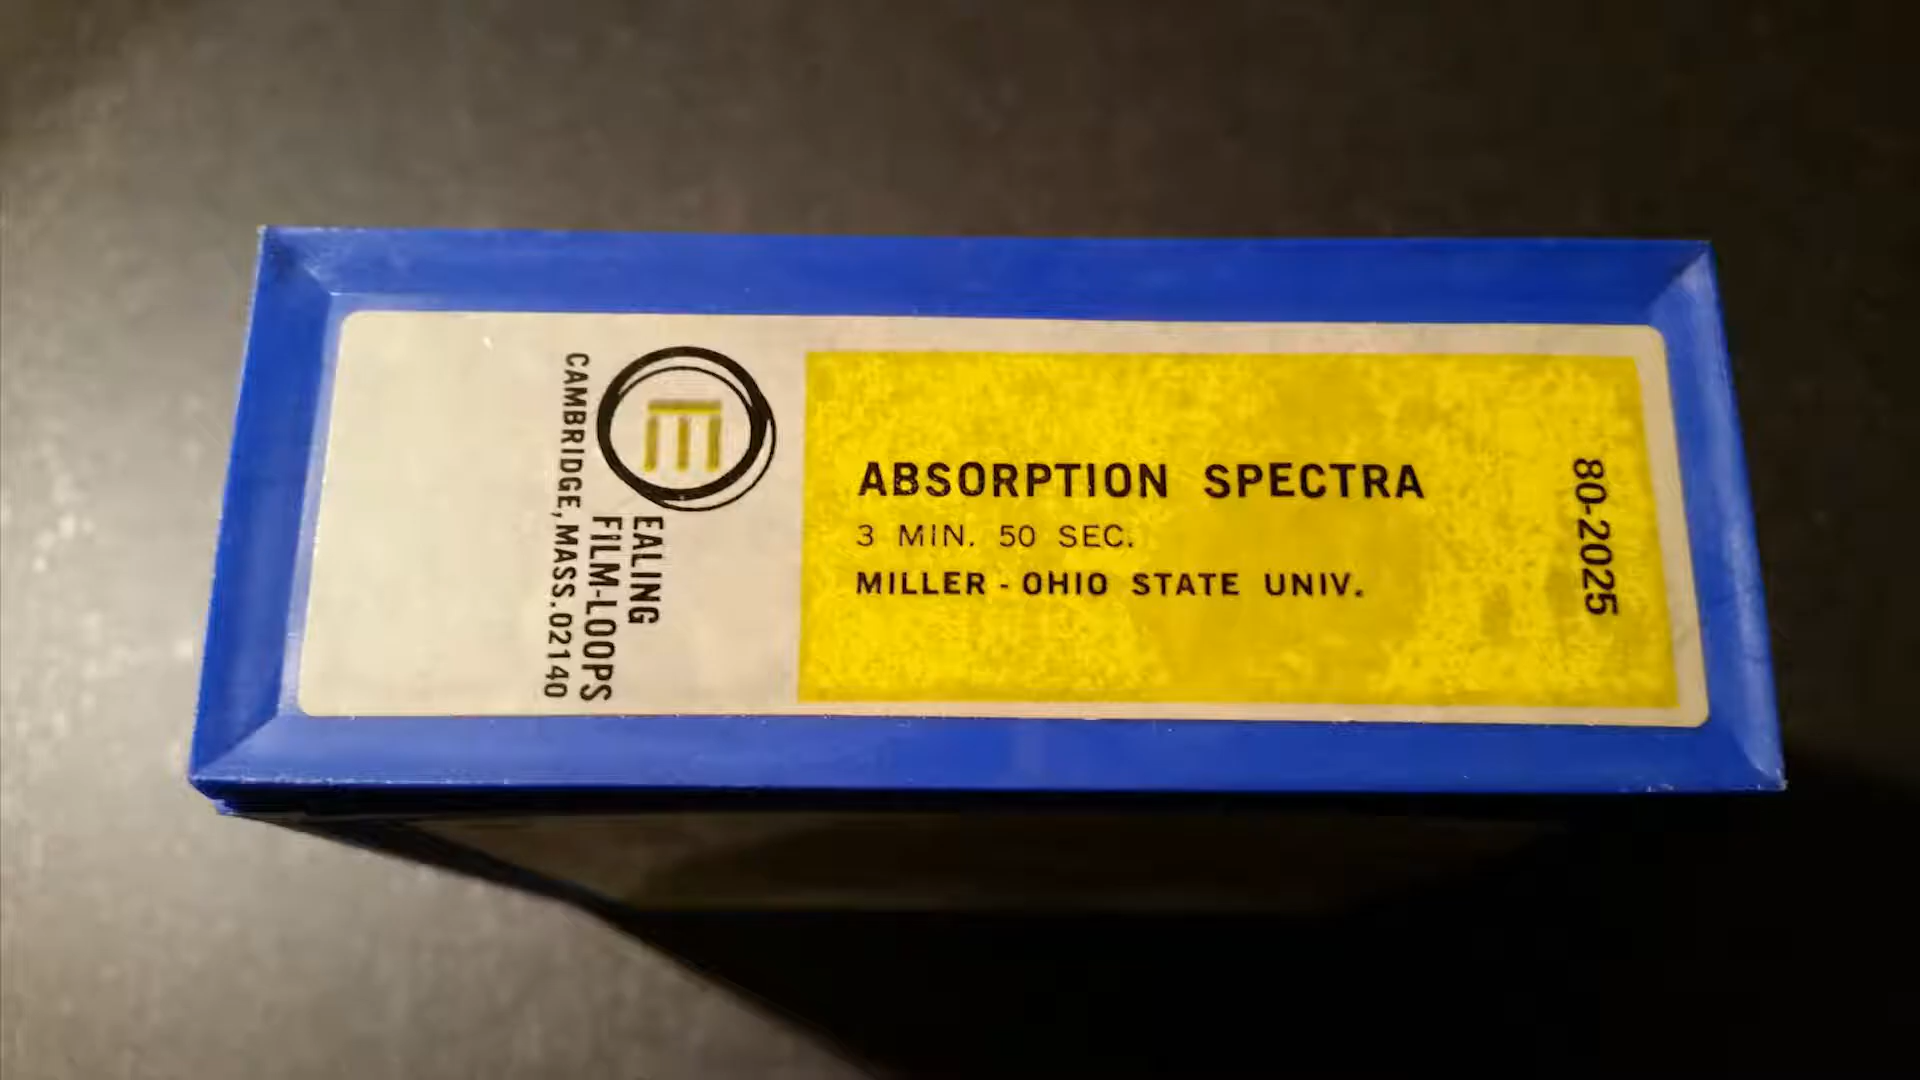 E
EALING
FILM-LOOPS
CAMBRIDGE, MASS. 02140
ABSORPTION SPECTRA
3 MIN. 50 SEC.
MILLER - OHIO STATE UNIV.
80-2025